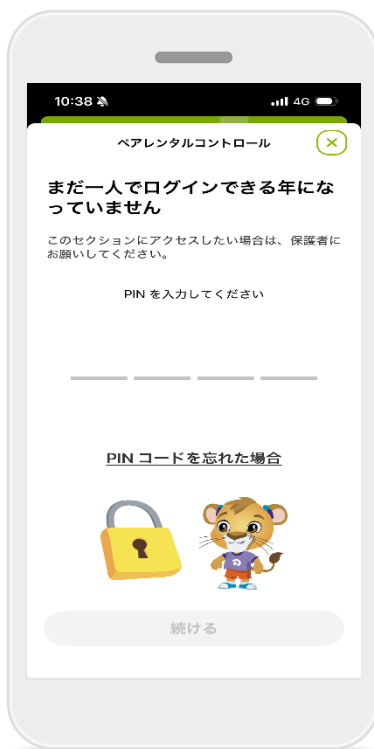 10:38
4G
ペアレンタルコントロール
まだ一人でログインできる年にな
っていません
このセクションにアクセスしたい場合は、保護者に
お願いしてください。
PIN を入力してください
PIN コードを忘れた場合
続ける